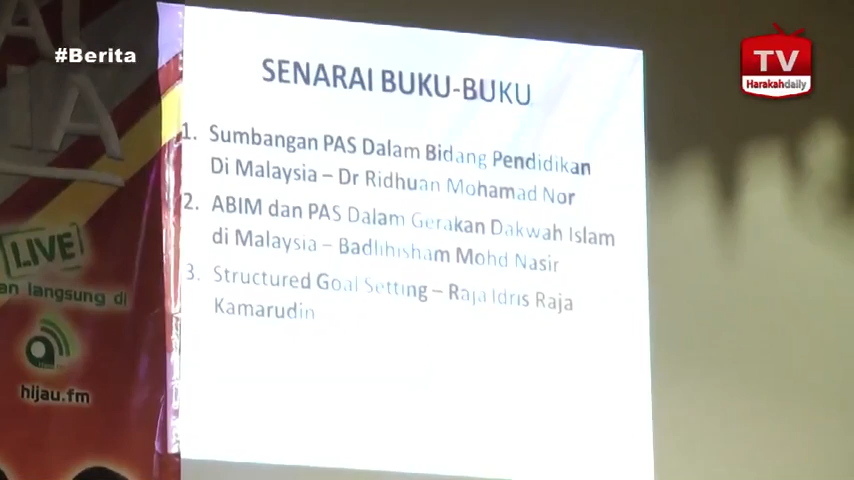 #Berita
TV
Harakahdaily
SENARAI BUKU-BUKU
1. Sumbangan PAS Dalam Bidang Pendidikan
Di Malaysia – Dr Ridhuan Mohamad Nor
2. ABIM dan PAS Dalam Gerakan Dakwah Islam
di Malaysia – Badlihisham Mohd Nasir
3. Structured Goal Setting – Raja Idris Raja
Kamarudin
LIVE
langsung di
hijau.fm